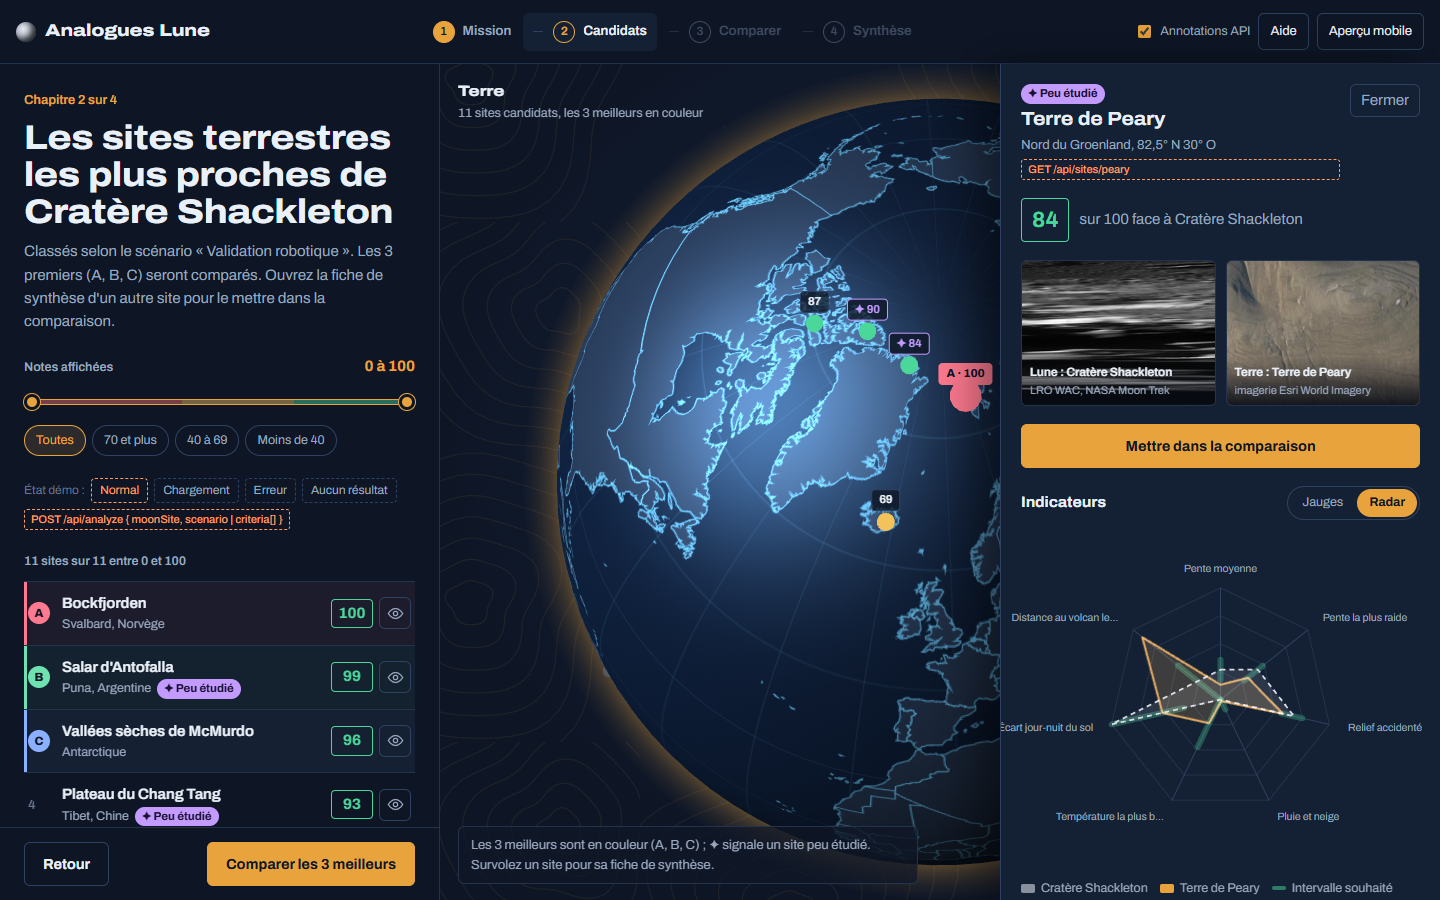 Analogues Lune
1 Mission
2 Candidats
3 Comparer
4 Synthèse
Annotations API
Aide
Aperçu mobile
Chapitre 2 sur 4
Les sites terrestres
les plus proches de
Cratère Shackleton
Classés selon le scénario « Validation robotique ». Les 3
premiers (A, B, C) seront comparés. Ouvrez la fiche de
synthèse d'un autre site pour le mettre dans la
comparaison.
Notes affichées
0 à 100
Toutes
70 et plus
40 à 69
Moins de 40
État démo :
Normal
Chargement
Erreur
Aucun résultat
POST /api/analyze { moonSite, scenario | criteria[] }
11 sites sur 11 entre 0 et 100
A
Bockfjorden
Svalbard, Norvège
100
B
Salar d'Antofalla
Puna, Argentine
✦ Peu étudié
99
C
Vallées sèches de McMurdo
Antarctique
96
4
Plateau du Chang Tang
Tibet, Chine
✦ Peu étudié
93
Retour
Comparer les 3 meilleurs
Terre
11 sites candidats, les 3 meilleurs en couleur
87
✦ 90
✦ 84
A · 100
69
Les 3 meilleurs sont en couleur (A, B, C) ; ✦ signale un site peu étudié.
Survolez un site pour sa fiche de synthèse.
✦ Peu étudié
Fermer
Terre de Peary
Nord du Groenland, 82,5° N 30° O
GET /api/sites/peary
84
sur 100 face à Cratère Shackleton
Lune : Cratère Shackleton
LRO WAC, NASA Moon Trek
Terre : Terre de Peary
imagerie Esri World Imagery
Mettre dans la comparaison
Indicateurs
Jauges
Radar
Pente moyenne
Distance au volcan le...
Pente la plus raide
Écart jour-nuit du sol
Relief accidenté
Température la plus b...
Pluie et neige
Cratère Shackleton
Terre de Peary
Intervalle souhaité